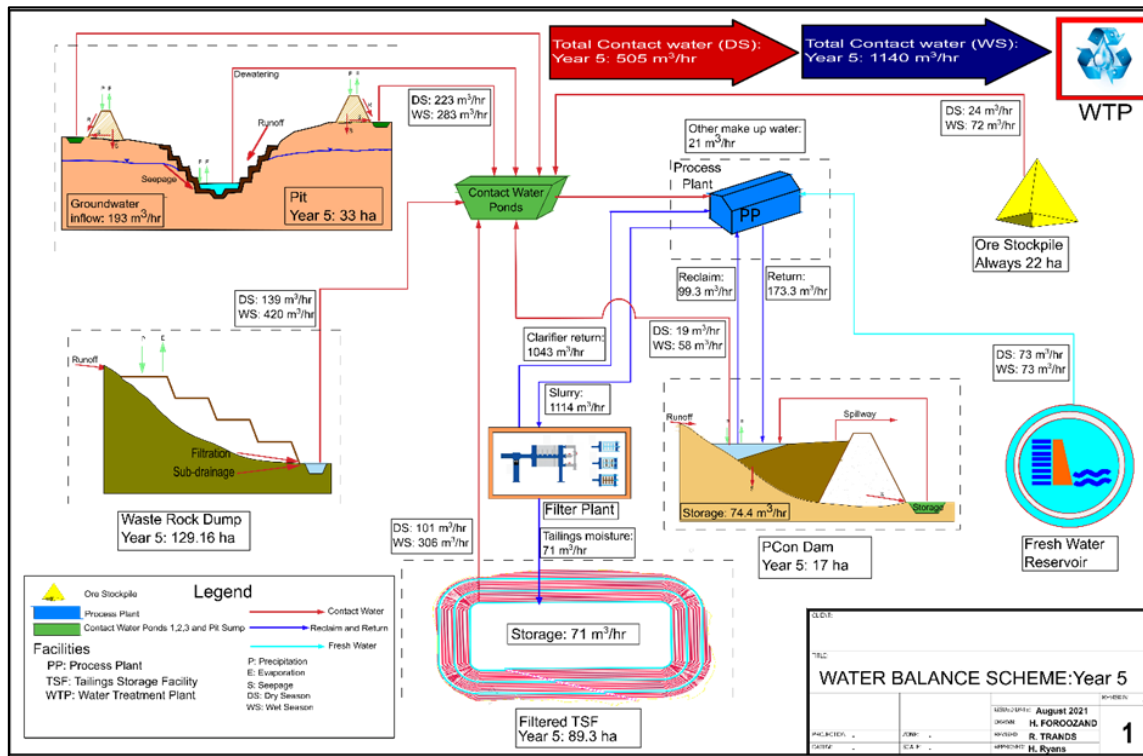 Total Contact water (DS):
Year 5: 505 m³/hr
Total Contact water (WS):
Year 5: 1140 m³/hr
WTP
Dewatering
DS: 223 m³/hr
WS: 283 m³/hr
Runoff
Seepage
Groundwater
inflow: 193 m³/hr
Pit
Year 5: 33 ha
Contact Water
Ponds
Other make up water:
21 m³/hr
Process
Plant
PP
DS: 24 m³/hr
WS: 72 m³/hr
Ore Stockpile
Always 22 ha
DS: 139 m³/hr
WS: 420 m³/hr
Runoff
P
E
Filtration
Sub-drainage
Waste Rock Dump
Year 5: 129.16 ha
Reclaim:
99.3 m³/hr
Return:
173.3 m³/hr
Clarifier return:
1043 m³/hr
DS: 19 m³/hr
WS: 58 m³/hr
Slurry:
1114 m³/hr
Filter Plant
DS: 73 m³/hr
WS: 73 m³/hr
Fresh Water
Reservoir
Runoff
Spillway
Storage
Storage: 74.4 m³/hr
PCon Dam
Year 5: 17 ha
DS: 101 m³/hr
WS: 306 m³/hr
Tailings moisture:
71 m³/hr
Storage: 71 m³/hr
Filtered TSF
Year 5: 89.3 ha
Legend
Ore Stockpile
Process Plant
Contact Water Ponds 1,2,3 and Pit Sump
Contact Water
Reclaim and Return
Fresh Water
Facilities
PP: Process Plant
TSF: Tailings Storage Facility
WTP: Water Treatment Plant
P: Precipitation
E: Evaporation
S: Seepage
DS: Dry Season
WS: Wet Season
CLIENT:
TITLE:
WATER BALANCE SCHEME:Year 5
REVISION
1
August 2021
DRAWN H. FOROOZAND
REVISED R. TRANDS
APPROVED H. Ryans
PROJECTION: -
ZONE: -
SCALE: -